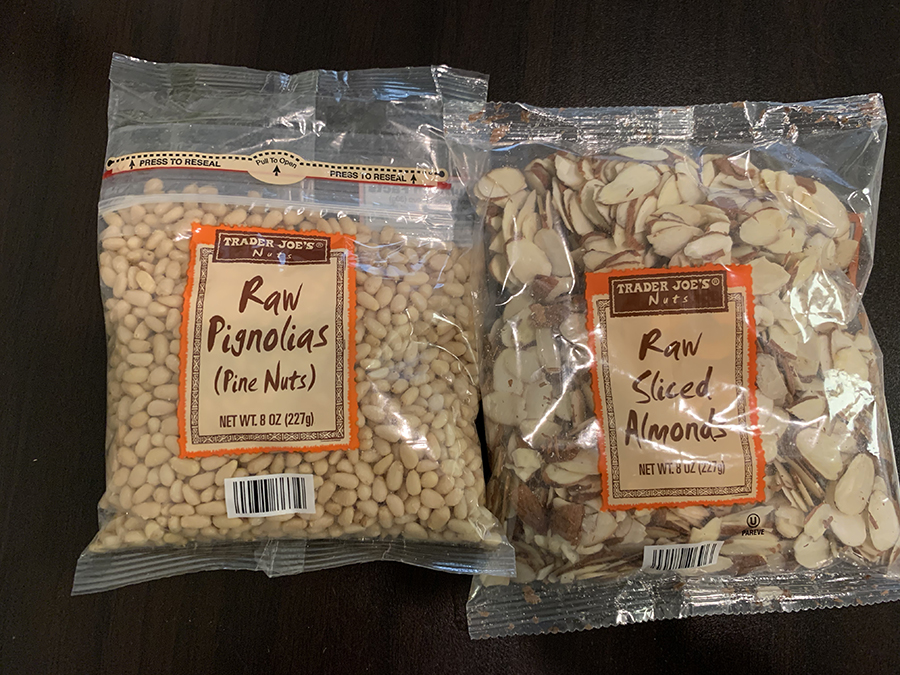 PRESS TO RESEAL
Pull To Open
PRESS TO RESEAL
TRADER JOE'S®
Nuts
Raw
Pignolias
(Pine Nuts)
NET WT. 8 OZ (227g)
TRADER JOE'S®
Nuts
Raw
Sliced
Almonds
NET WT. 8 OZ (227g)
U
PAREVE